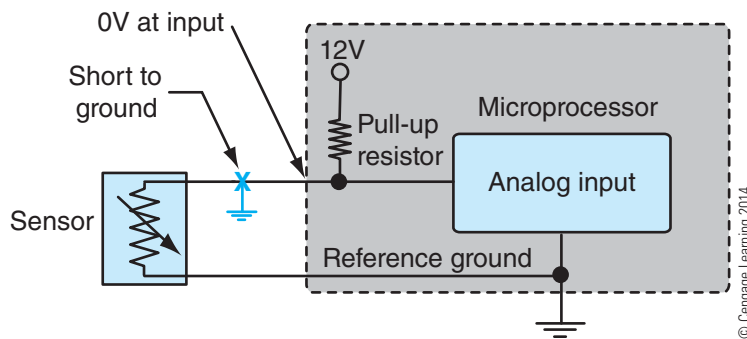 0V at input
12V
Short to
ground
Microprocessor
Pull-up
resistor
Analog input
X
Sensor
Reference ground
© Cengage Learning 2014